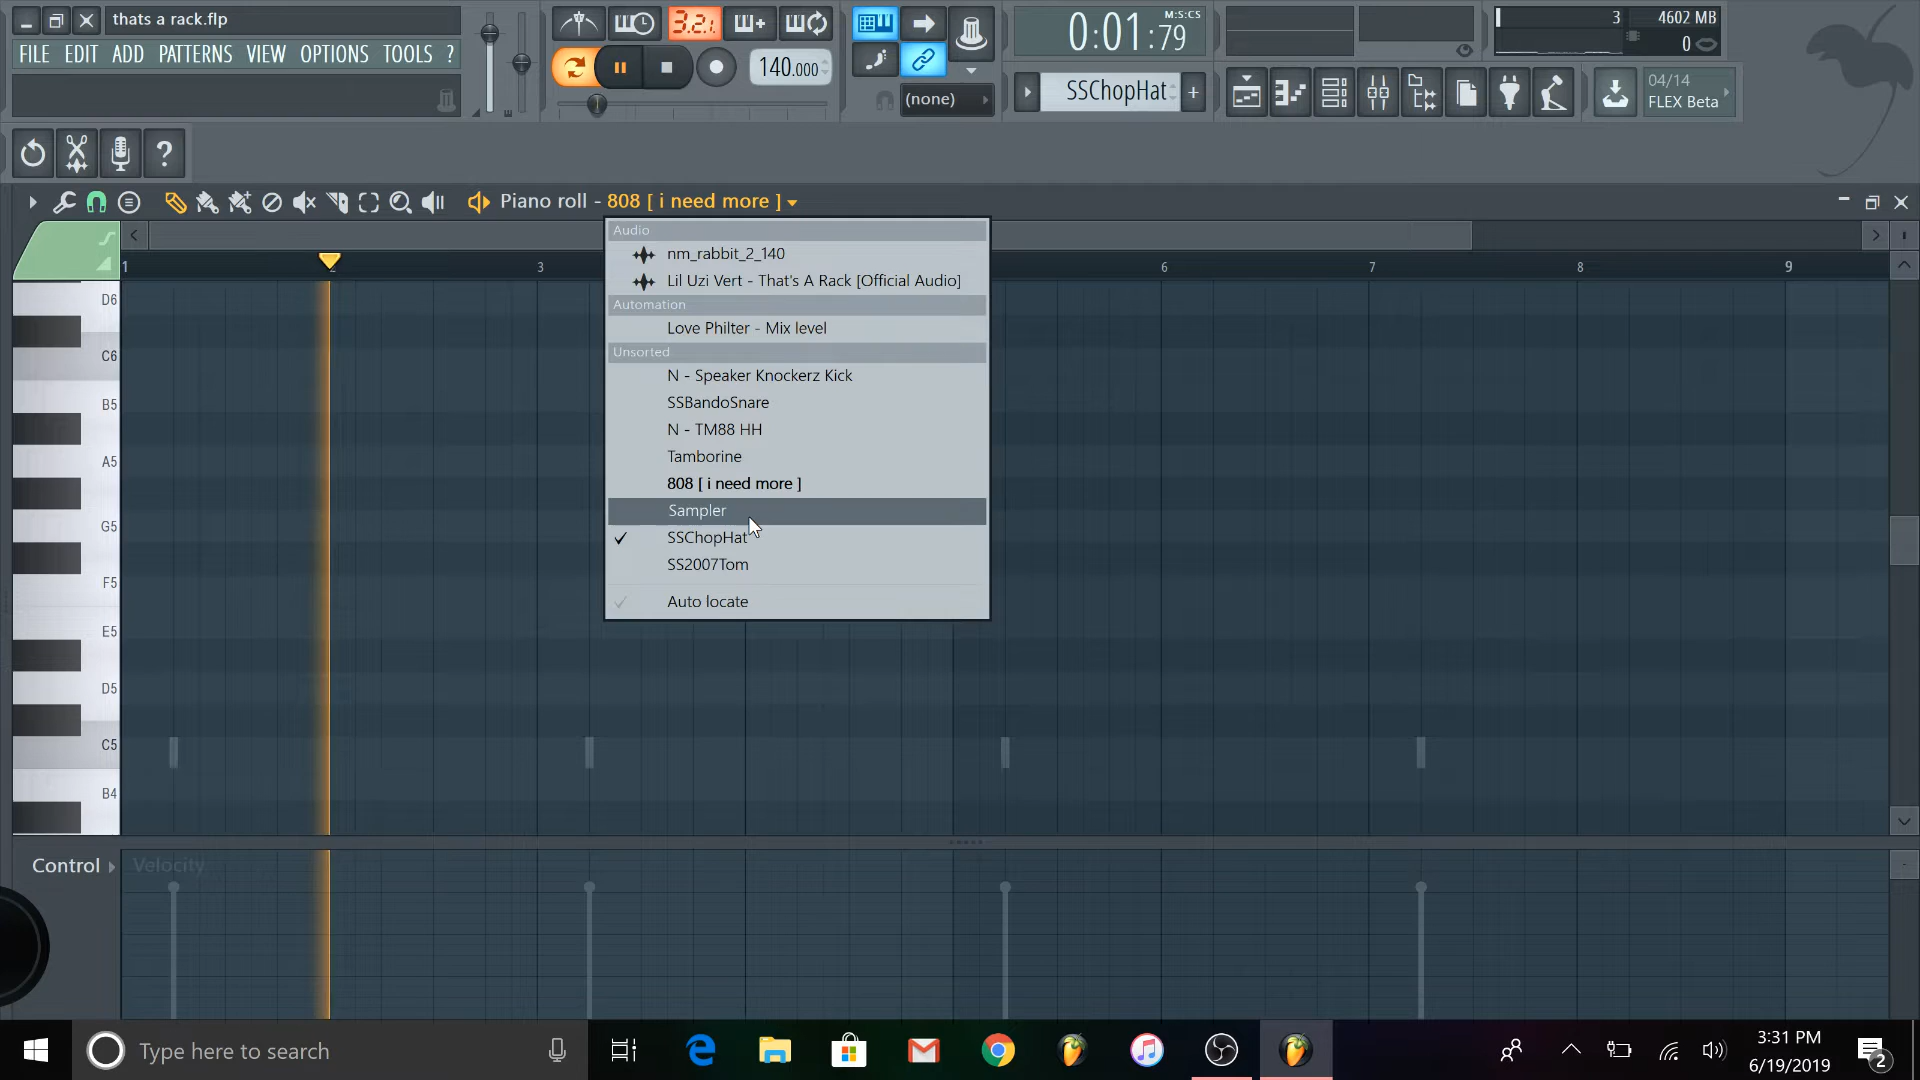 thats a rack.flp
FILE EDIT ADD PATTERNS VIEW OPTIONS TOOLS ?
3.2.1
140.000
(none)
0:01:79
M:S:CS
SSChopHat
3
4602 MB
0
04/14
FLEX Beta
?
Piano roll - 808 [ i need more ]
Audio
nm_rabbit_2_140
Lil Uzi Vert - That's A Rack [Official Audio]
Automation
Love Philter - Mix level
Unsorted
N - Speaker Knockerz Kick
SSBandoSnare
N - TM88 HH
Tamborine
808 [ i need more ]
Sampler
SSChopHat
SS2007Tom
Auto locate
1 2 3 6 7 8 9
D6
C6
B5
A5
G5
F5
E5
D5
C5
B4
Control
Velocity
Type here to search
3:31 PM
6/19/2019
2